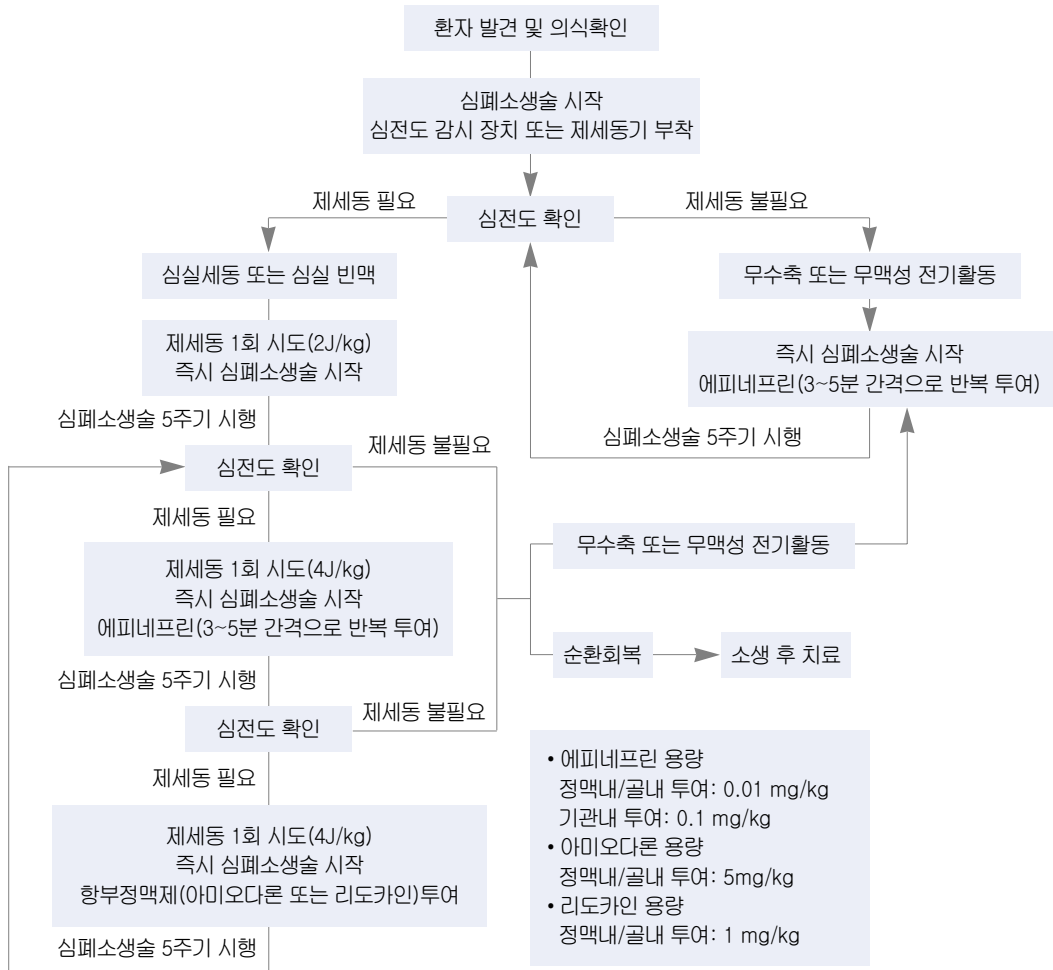 환자 발견 및 의식확인
심폐소생술 시작
심전도 감시 장치 또는 제세동기 부착
제세동 필요
심전도 확인
제세동 불필요
심실세동 또는 심실 빈맥
무수축 또는 무맥성 전기활동
제세동 1회 시도(2J/kg)
즉시 심폐소생술 시작
즉시 심폐소생술 시작
에피네프린(3~5분 간격으로 반복 투여)
심폐소생술 5주기 시행
심폐소생술 5주기 시행
심전도 확인
제세동 불필요
제세동 필요
제세동 1회 시도(4J/kg)
즉시 심폐소생술 시작
에피네프린(3~5분 간격으로 반복 투여)
무수축 또는 무맥성 전기활동
순환회복
소생 후 치료
심폐소생술 5주기 시행
심전도 확인
제세동 불필요
제세동 필요
제세동 1회 시도(4J/kg)
즉시 심폐소생술 시작
항부정맥제(아미오다론 또는 리도카인)투여
심폐소생술 5주기 시행
• 에피네프린 용량
정맥내/골내 투여: 0.01 mg/kg
기관내 투여: 0.1 mg/kg
• 아미오다론 용량
정맥내/골내 투여: 5mg/kg
• 리도카인 용량
정맥내/골내 투여: 1 mg/kg